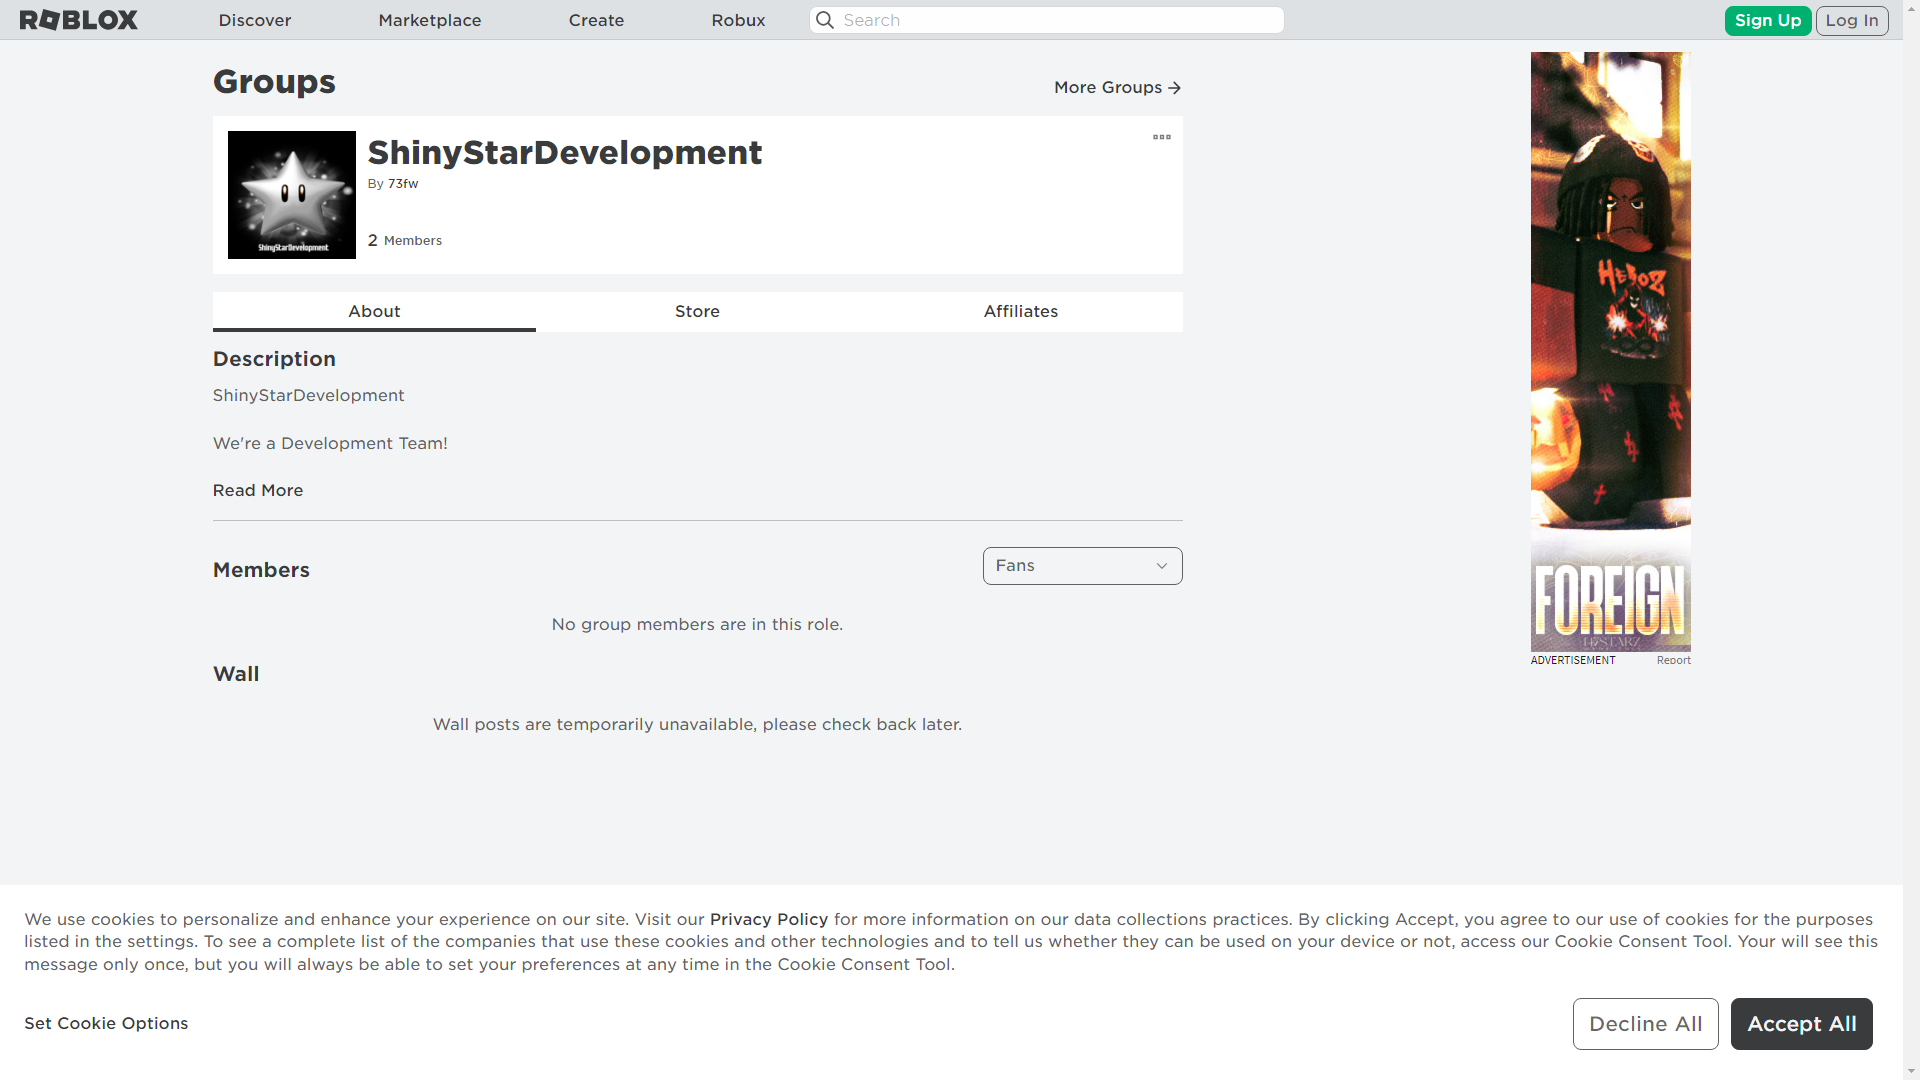 ROBLOX
Discover
Marketplace
Create
Robux
Search
Sign Up
Log In
Groups
More Groups
ShinyStarDevelopment
By 73fw
2 Members
ShinyStarDevelopment
About
Store
Affiliates
Description
ShinyStarDevelopment
We're a Development Team!
Read More
Members
Fans
No group members are in this role.
Wall
Wall posts are temporarily unavailable, please check back later.
HEROZ
FOREIGN
ADVERTISEMENT
Report
We use cookies to personalize and enhance your experience on our site. Visit our Privacy Policy for more information on our data collections practices. By clicking Accept, you agree to our use of cookies for the purposes
listed in the settings. To see a complete list of the companies that use these cookies and other technologies and to tell us whether they can be used on your device or not, access our Cookie Consent Tool. Your will see this
message only once, but you will always be able to set your preferences at any time in the Cookie Consent Tool.
Set Cookie Options
Decline All
Accept All